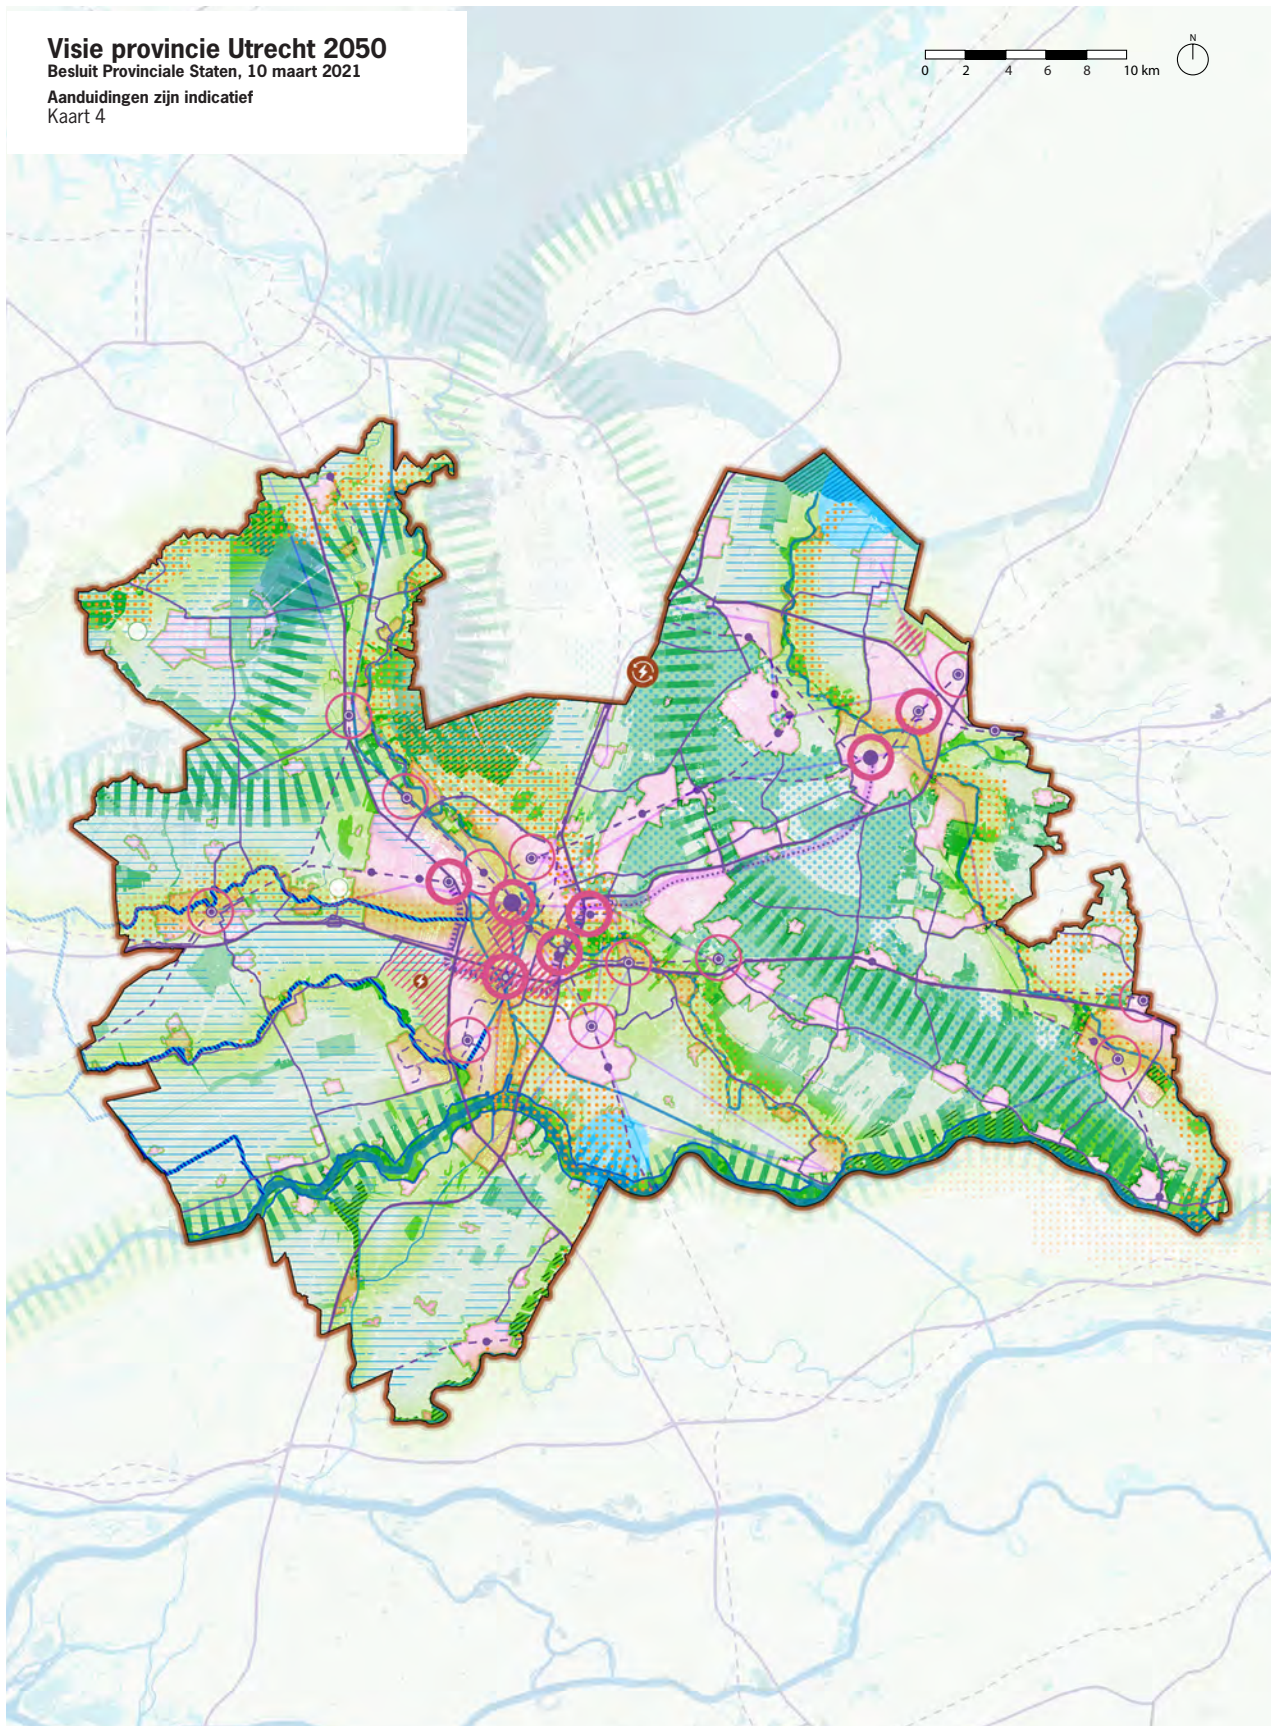 Visie provincie Utrecht 2050
Besluit Provinciale Staten, 10 maart 2021
Aanduidingen zijn indicatief
Kaart 4
N
0 2 4 6 8 10 km